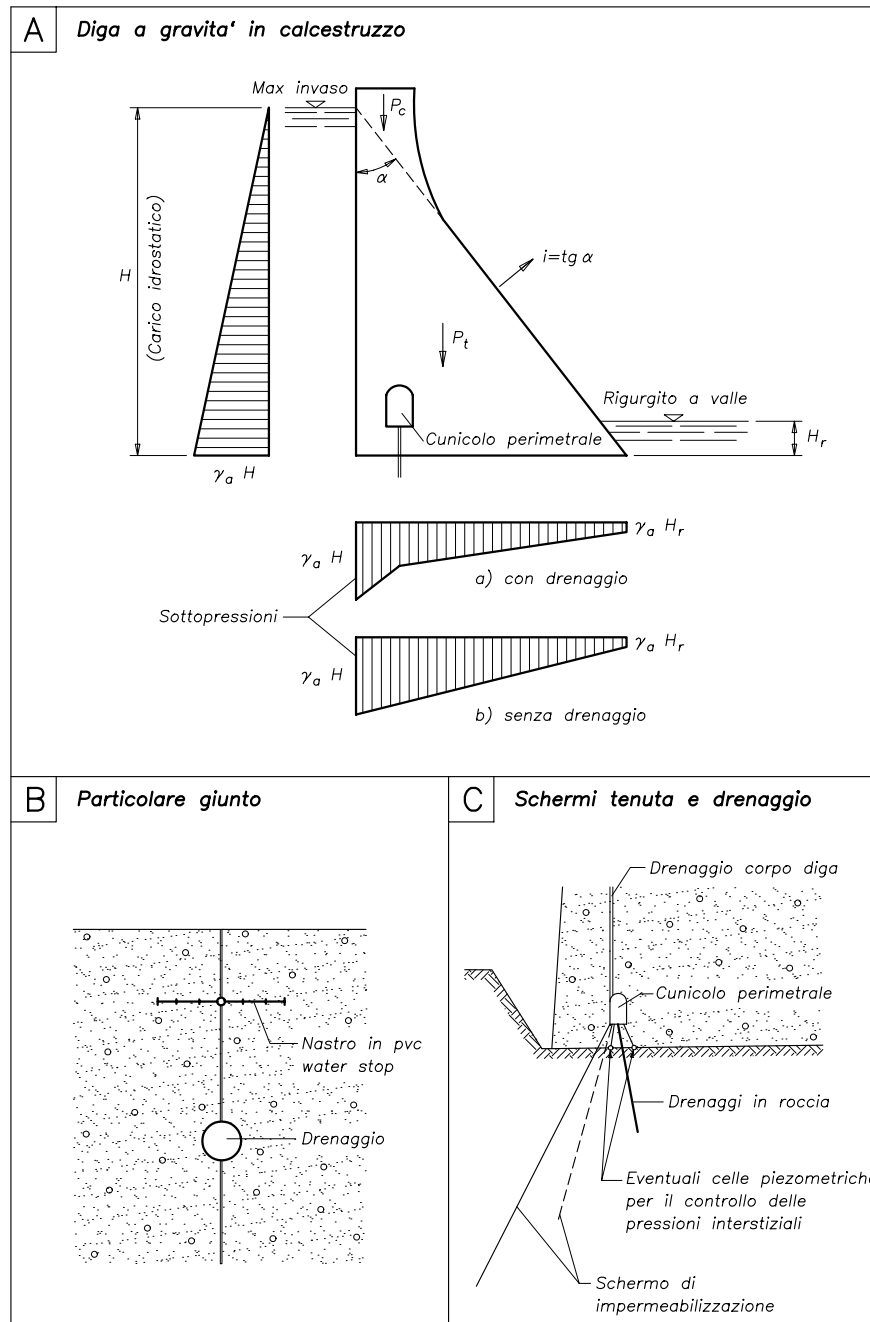 A
Diga a gravita' in calcestruzzo
Max invaso
P_c
α
H
(Carico idrostatico)
i=tg α
P_t
Rigurgito a valle
Cunicolo perimetrale
H_r
γ_a H
γ_a H
γ_a H_r
a) con drenaggio
Sottopressioni
γ_a H
γ_a H_r
b) senza drenaggio
B
Particolare giunto
Nastro in pvc
water stop
Drenaggio
C
Schermi tenuta e drenaggio
Drenaggio corpo diga
Cunicolo perimetrale
Drenaggi in roccia
Eventuali celle piezometriche
per il controllo delle
pressioni interstiziali
Schermo di
impermeabilizzazione